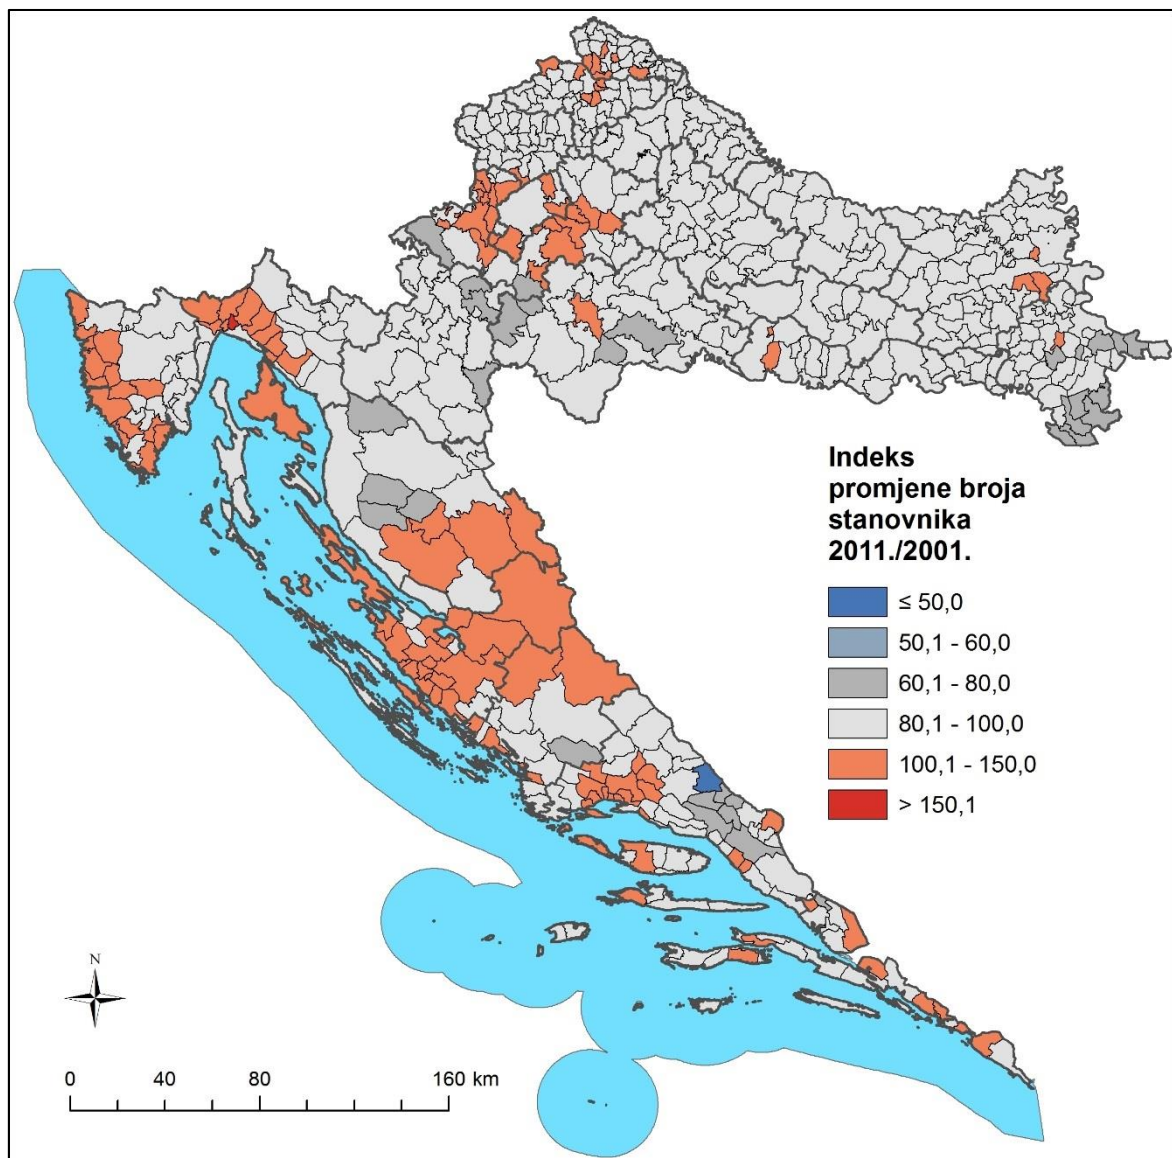 Indeks
promjene broja
stanovnika
2011./2001.
≤ 50,0
50,1 - 60,0
60,1 - 80,0
80,1 - 100,0
100,1 - 150,0
> 150,1
N
0 40 80 160 km